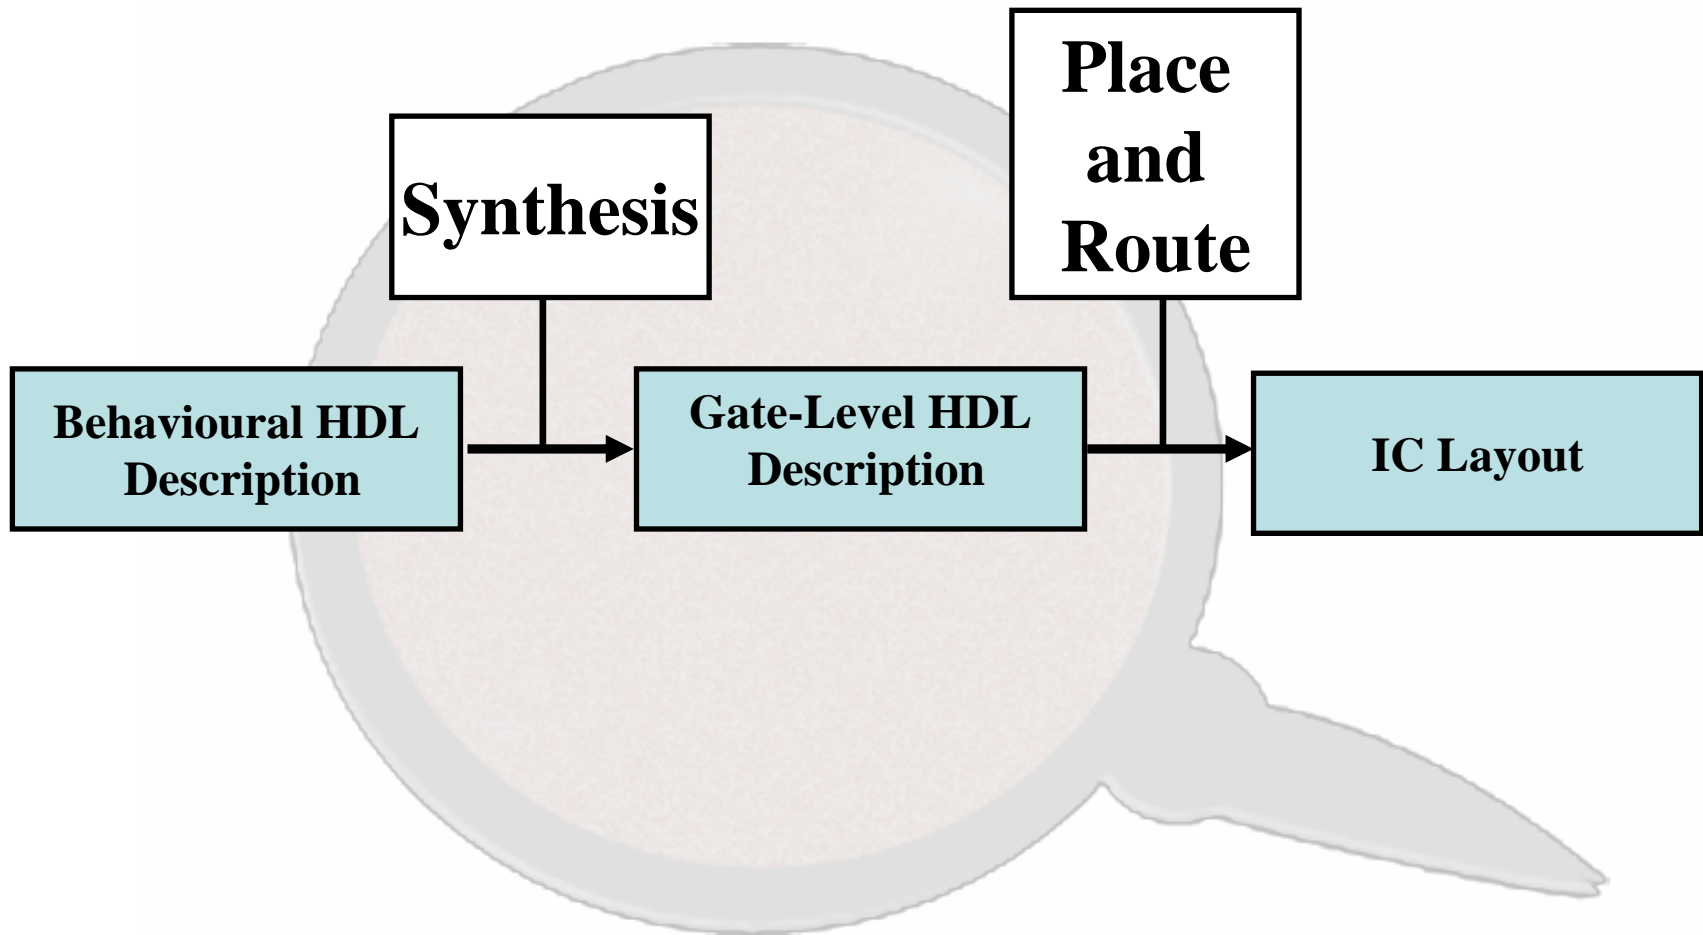 Place
and
Route
Synthesis
Behavioural HDL
Description
Gate-Level HDL
Description
IC Layout